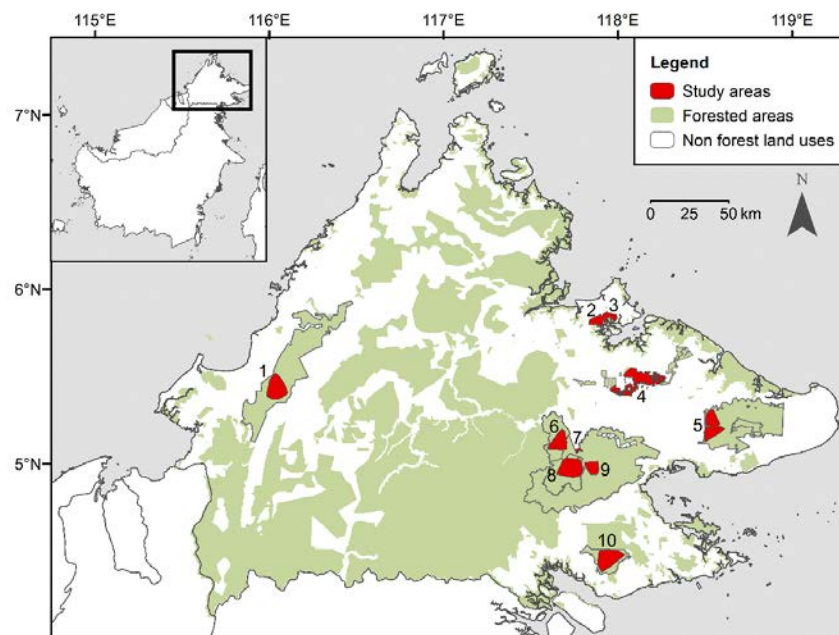 115°E 116°E 117°E 118°E 119°E
Legend
Study areas
Forested areas
Non forest land uses
7°N
N
0 25 50 km
6°N
2 3
1
4
5
6 7
5°N
8 9
10